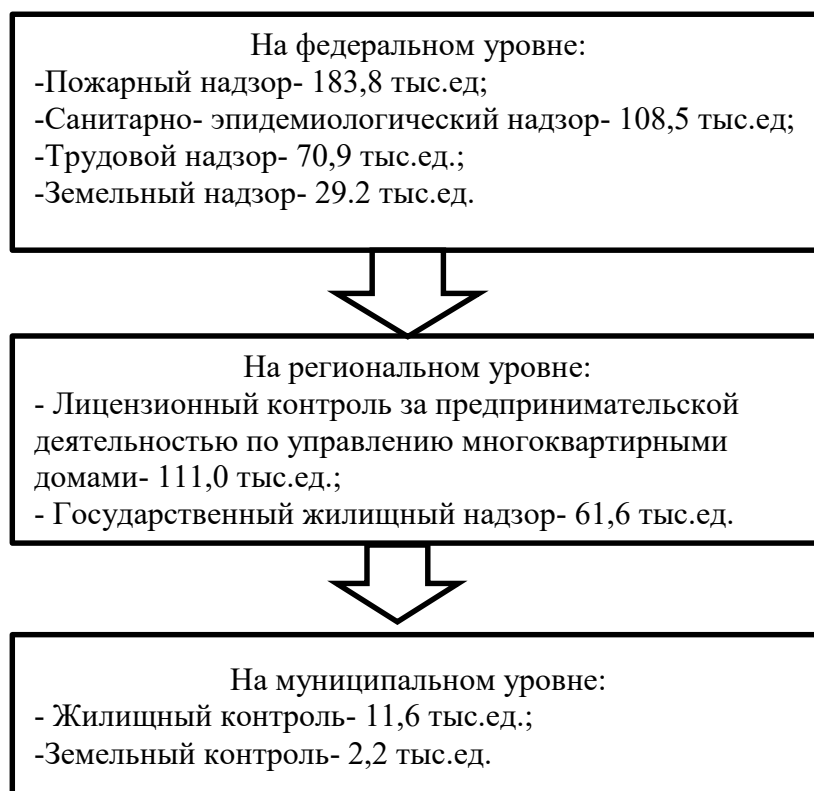 На федеральном уровне:
-Пожарный надзор- 183,8 тыс.ед;
-Санитарно- эпидемиологический надзор- 108,5 тыс.ед;
-Трудовой надзор- 70,9 тыс.ед.;
-Земельный надзор- 29.2 тыс.ед.
На региональном уровне:
- Лицензионный контроль за предпринимательской
деятельностью по управлению многоквартирными
домами- 111,0 тыс.ед.;
- Государственный жилищный надзор- 61,6 тыс.ед.
На муниципальном уровне:
- Жилищный контроль- 11,6 тыс.ед.;
-Земельный контроль- 2,2 тыс.ед.